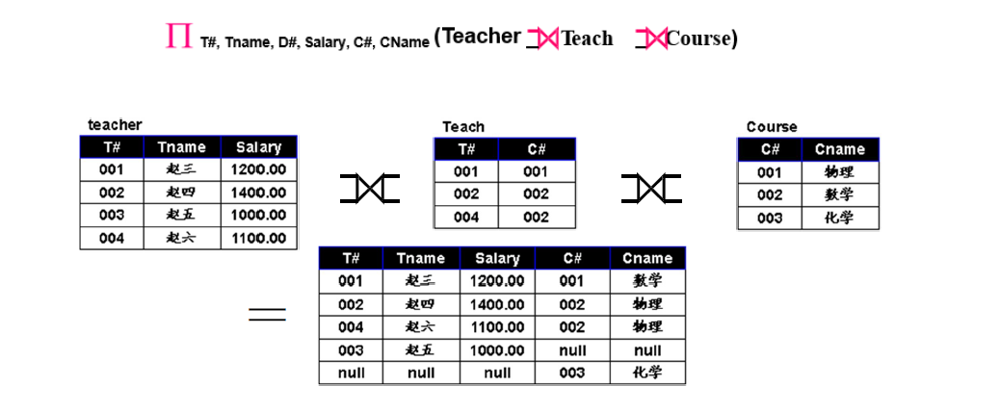 ∏ T#, Tname, D#, Salary, C#, CName (Teacher ⟕ Teach ⟕ Course)
teacher
T# Tname Salary
001 赵三 1200.00
002 赵四 1400.00
003 赵五 1000.00
004 赵六 1100.00
⟗
Teach
T# C#
001 001
002 002
004 002
⟗
Course
C# Cname
001 物理
002 数学
003 化学
=
T# Tname Salary C# Cname
001 赵三 1200.00 001 数学
002 赵四 1400.00 002 物理
004 赵六 1100.00 002 物理
003 赵五 1000.00 null null
null null null 003 化学